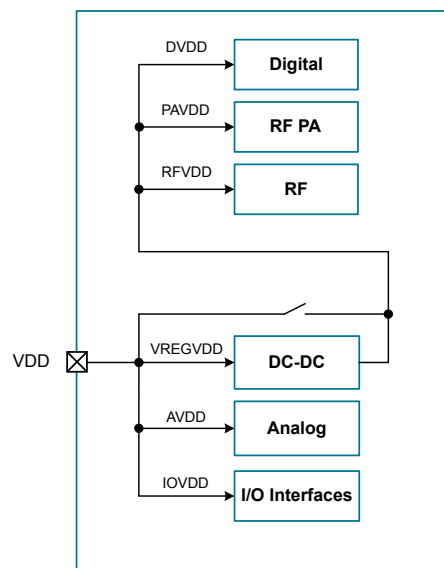 DVDD
Digital
PAVDD
RF PA
RFVDD
RF
VDD
VREGVDD
DC-DC
AVDD
Analog
IOVDD
I/O Interfaces